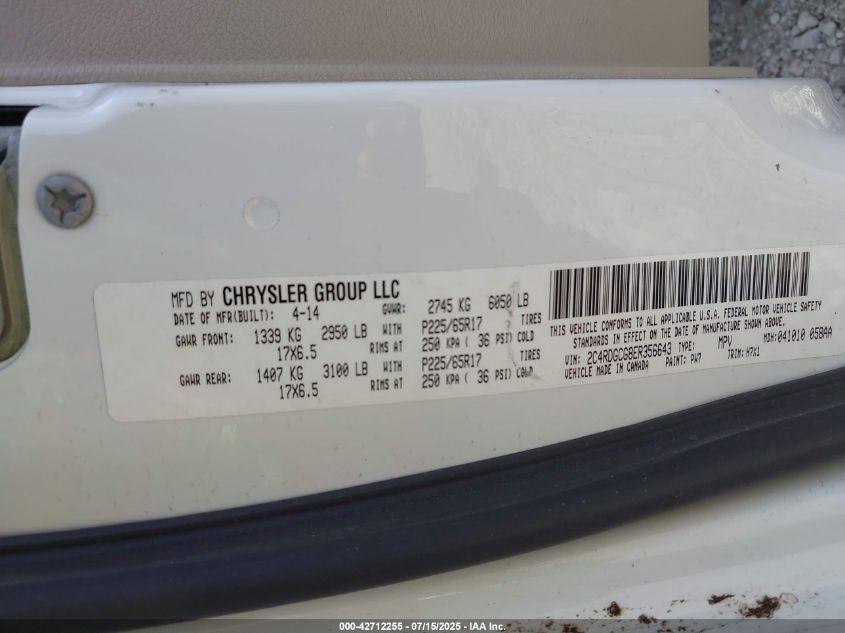 MFD BY CHRYSLER GROUP LLC
DATE OF MFR(BUILT): 4-14 GVWR: 2745 KG 6050 LB
GAWR FRONT: 1339 KG 2950 LB WITH P225/65R17 TIRES
17X6.5 RIMS AT 250 KPA ( 36 PSI) COLD
GAWR REAR: 1407 KG 3100 LB WITH P225/65R17 TIRES
17X6.5 RIMS AT 250 KPA ( 36 PSI) COLD
THIS VEHICLE CONFORMS TO ALL APPLICABLE U.S.A. FEDERAL MOTOR VEHICLE SAFETY
STANDARDS IN EFFECT ON THE DATE OF MANUFACTURE SHOWN ABOVE.
VIN: 2C4RDGCG8ER356643 TYPE: MPV MDH: 041010 058AA
VEHICLE MADE IN CANADA PAINT: PW7 TRIM: H7X1
000-42712255 - 07/15/2025 - IAA Inc.